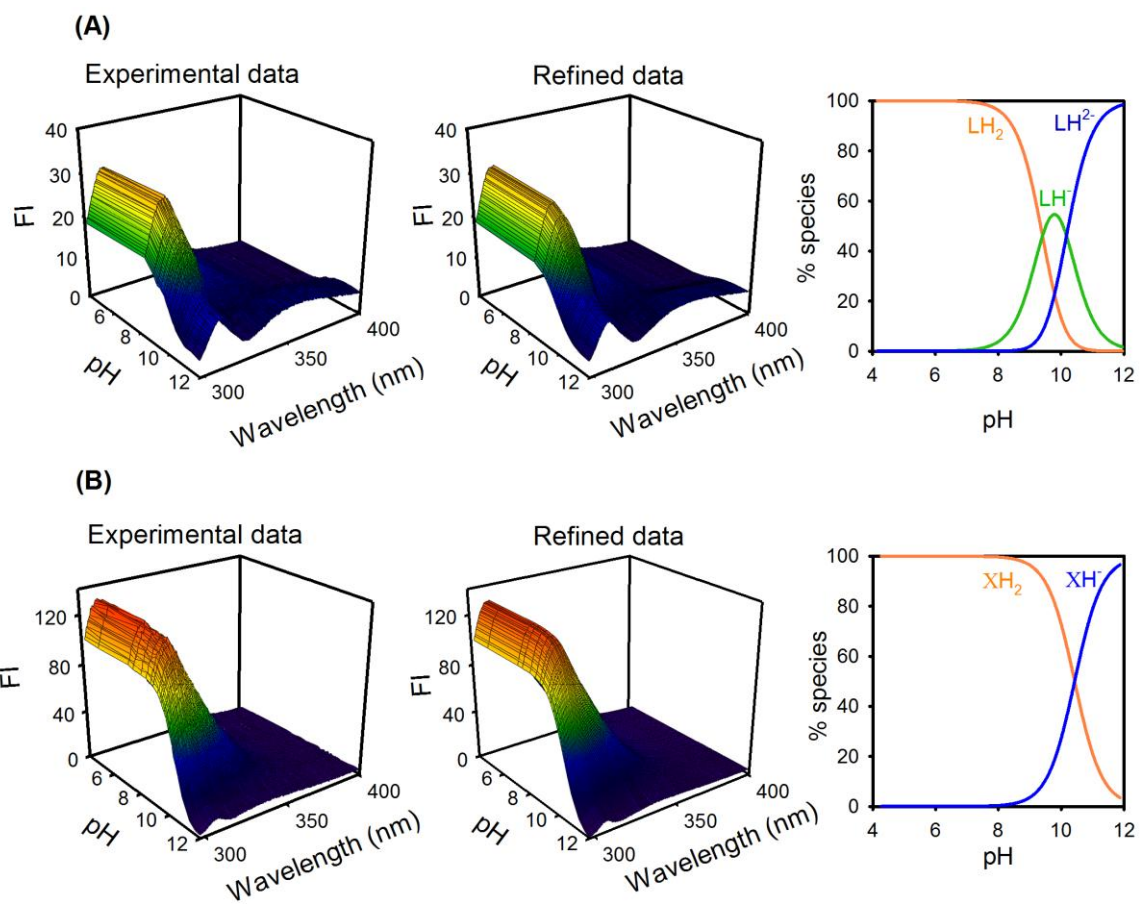 (A)
Experimental data
Refined data
40
30
20
10
0
FI
6
8
10
12
pH
300
350
400
Wavelength (nm)
40
30
20
10
0
FI
6
8
10
12
pH
300
350
400
Wavelength (nm)
100
80
60
40
20
0
% species
LH₂
LH²⁻
LH⁻
4
6
8
10
12
pH
(B)
Experimental data
Refined data
120
80
40
0
FI
6
8
10
12
pH
300
350
400
Wavelength (nm)
120
80
40
0
FI
6
8
10
12
pH
300
350
400
Wavelength (nm)
100
80
60
40
20
0
% species
XH₂
XH⁻
4
6
8
10
12
pH